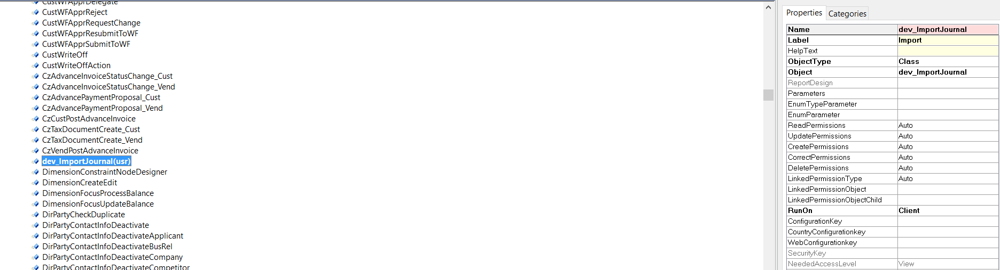 CustWFApprDelegate
CustWFApprReject
CustWFApprRequestChange
CustWFApprResubmitToWF
CustWFApprSubmitToWF
CustWriteOff
CustWriteOffAction
CzAdvanceInvoiceStatusChange_Cust
CzAdvanceInvoiceStatusChange_Vend
CzAdvancePaymentProposal_Cust
CzAdvancePaymentProposal_Vend
CzCustPostAdvanceInvoice
CzTaxDocumentCreate_Cust
CzTaxDocumentCreate_Vend
CzVendPostAdvanceInvoice
dev_ImportJournal(usr)
DimensionConstraintNodeDesigner
DimensionCreateEdit
DimensionFocusProcessBalance
DimensionFocusUpdateBalance
DirPartyCheckDuplicate
DirPartyContactInfoDeactivate
DirPartyContactInfoDeactivateApplicant
DirPartyContactInfoDeactivateBusRel
DirPartyContactInfoDeactivateCompany
DirPartyContactInfoDeactivateCompetitor
Properties Categories
Name dev_ImportJournal
Label Import
HelpText
ObjectType Class
Object dev_ImportJournal
ReportDesign
Parameters
EnumTypeParameter
EnumParameter
ReadPermissions Auto
UpdatePermissions Auto
CreatePermissions Auto
CorrectPermissions Auto
DeletePermissions Auto
LinkedPermissionType Auto
LinkedPermissionObject
LinkedPermissionObjectChild
RunOn Client
ConfigurationKey
CountryConfigurationkey
WebConfigurationkey
SecurityKey
NeededAccessLevel View